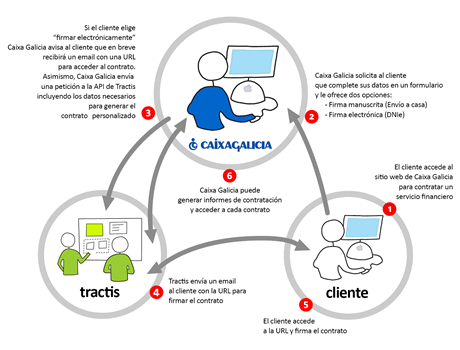 Si el cliente elige
"firmar electrónicamente"
Caixa Galicia avisa al cliente que en breve
recibirá un email con una URL
para acceder al contrato.
Asimismo, Caixa Galicia envía
una petición a la API de Tractis
incluyendo los datos necesarios
para generar el
contrato personalizado
3
CAIXAGALICIA
Caixa Galicia solicita al cliente
que complete sus datos en un formulario
y le ofrece dos opciones:
- Firma manuscrita (Envío a casa)
- Firma electrónica (DNIe)
2
6
Caixa Galicia puede
generar informes de contratación
y acceder a cada contrato
El cliente accede al
sitio web de Caixa Galicia
para contratar un
servicio financiero
1
tractis
4
Tractis envía un email
al cliente con la URL para
firmar el contrato
cliente
5
El cliente accede
a la URL y firma el contrato